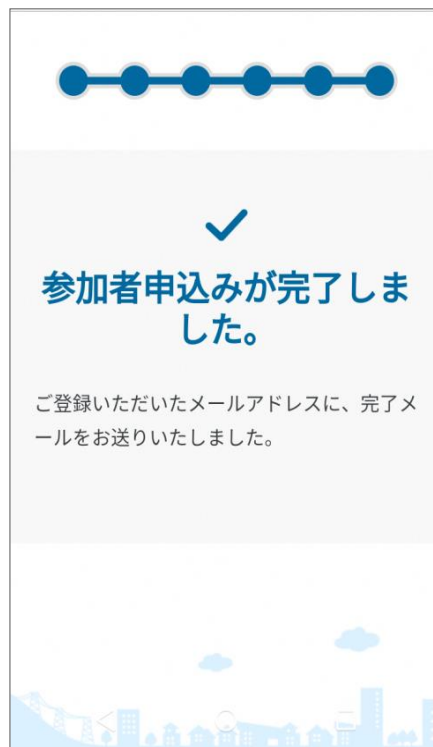 参加者申込みが完了しま
した。
ご登録いただいたメールアドレスに、完了メ
ールをお送りいたしました。